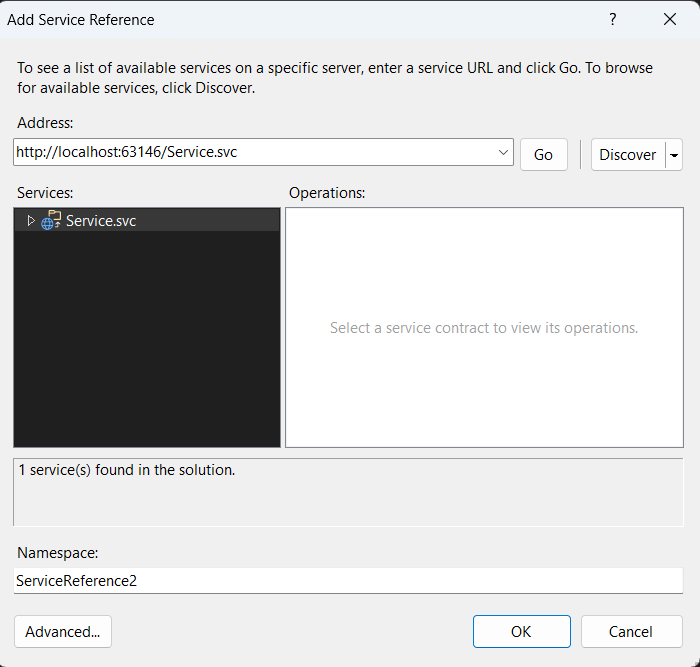 Add Service Reference
?
To see a list of available services on a specific server, enter a service URL and click Go. To browse
for available services, click Discover.
Address:
http://localhost:63146/Service.svc
Go
Discover
Services:
Operations:
Service.svc
Select a service contract to view its operations.
1 service(s) found in the solution.
Namespace:
ServiceReference2
Advanced...
OK
Cancel